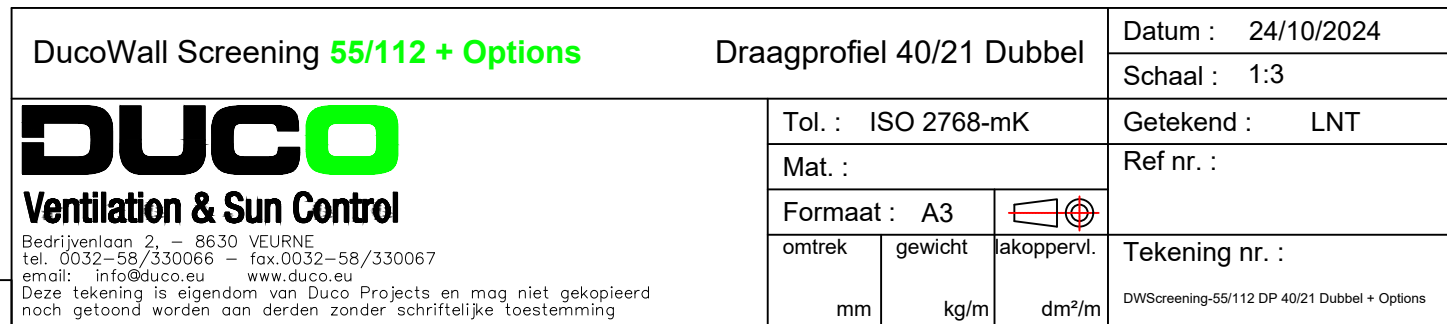 DucoWall Screening 55/112 + Options
Draagprofiel 40/21 Dubbel
Datum : 24/10/2024
Schaal : 1:3
DUCO
Ventilation & Sun Control
Bedrijvenlaan 2, – 8630 VEURNE
tel. 0032–58/330066 – fax.0032–58/330067
email: info@duco.eu www.duco.eu
Deze tekening is eigendom van Duco Projects en mag niet gekopieerd
noch getoond worden aan derden zonder schriftelijke toestemming
Tol. : ISO 2768-mK
Mat. :
Formaat : A3
omtrek
mm
gewicht
kg/m
lakoppervl.
dm²/m
Getekend : LNT
Ref nr. :
Tekening nr. :
DWScreening-55/112 DP 40/21 Dubbel + Options